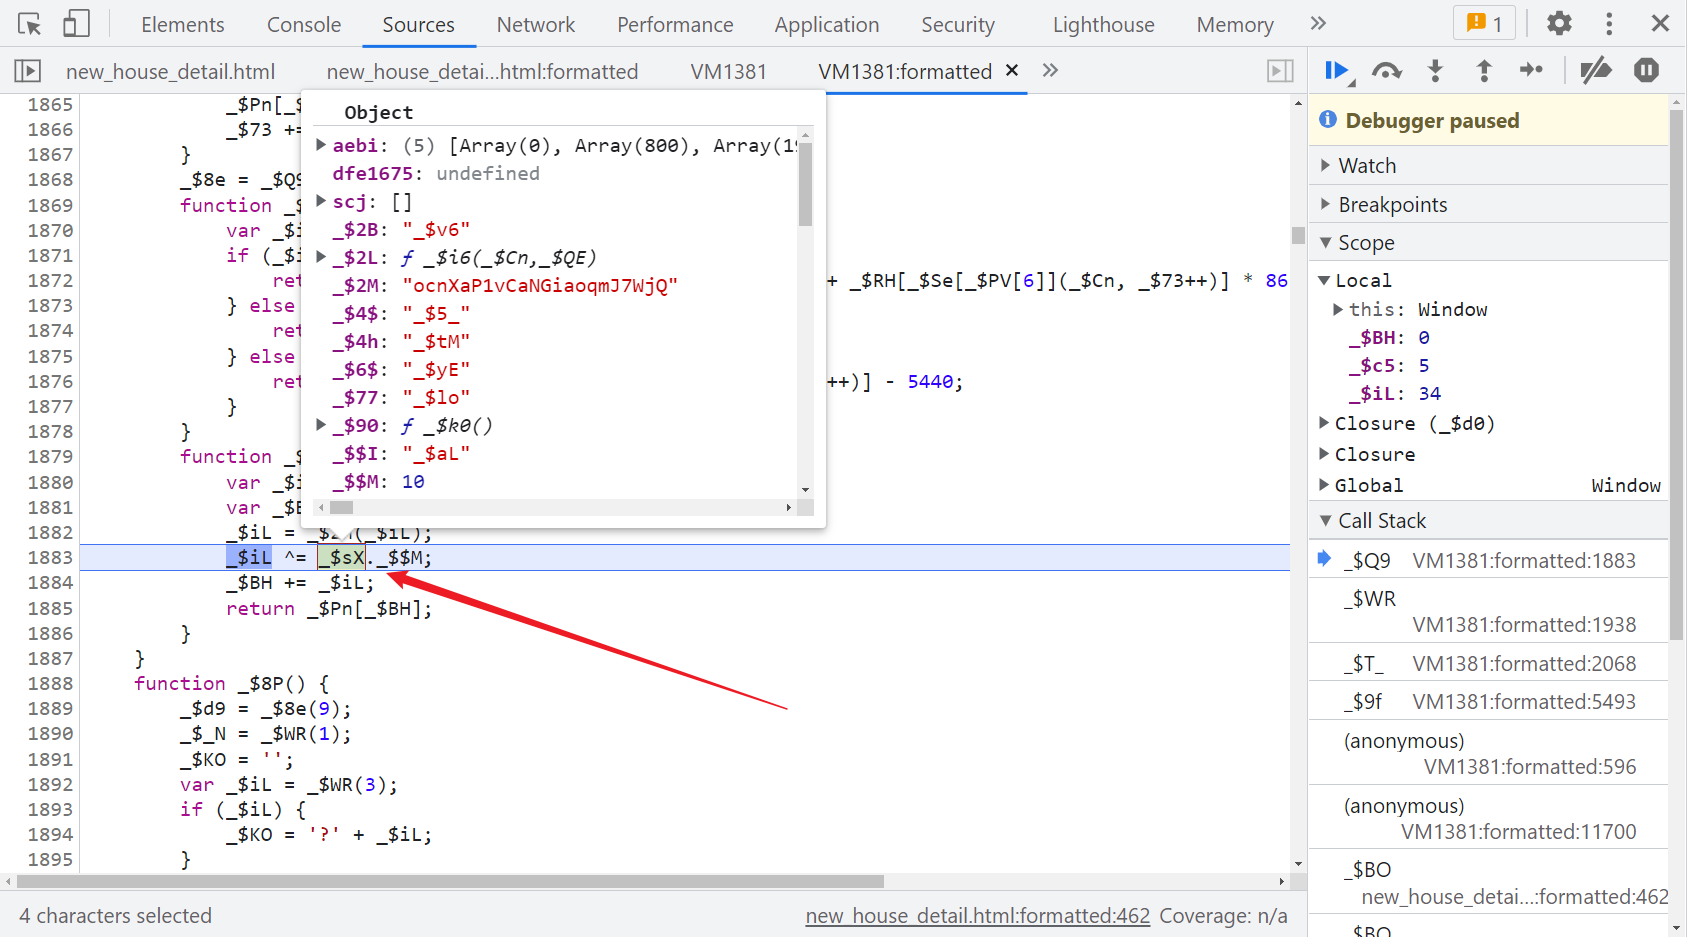 Elements Console Sources Network Performance Application Security Lighthouse Memory 1
new_house_detail.html new_house_detai...html:formatted VM1381 VM1381:formatted
Object
aebi: (5) [Array(0), Array(800), Array(19
dfe1675: undefined
scj: []
_$2B: "_$v6"
_$2L: ƒ _$i6(_$Cn,_$QE)
_$2M: "ocnXaP1vCaNGiaoqmJ7WjQ"
_$4$: "_$5_"
_$4h: "_$tM"
_$6$: "_$yE"
_$77: "_$lo"
_$90: ƒ _$k0()
_$$I: "_$aL"
_$$M: 10
1865 _$Pn[_$
1866 _$73 +=
1867 }
1868 _$8e = _$Q9
1869 function _$
1870 var _$i
1871 if (_$i
1872 ret + _$RH[_$Se[_$PV[6]](_$Cn, _$73++)] * 86
1873 } else
1874 ret
1875 } else
1876 ret ++)] - 5440;
1877 }
1878 }
1879 function _$
1880 var _$i
1881 var _$B
1882 _$iL = (_$iL);
1883 _$iL ^= _$sX._$$M;
1884 _$BH += _$iL;
1885 return _$Pn[_$BH];
1886 }
1887 }
1888 function _$8P() {
1889 _$d9 = _$8e(9);
1890 _$_N = _$WR(1);
1891 _$KO = '';
1892 var _$iL = _$WR(3);
1893 if (_$iL) {
1894 _$KO = '?' + _$iL;
1895 }
4 characters selected new_house_detail.html:formatted:462 Coverage: n/a
Debugger paused
Watch
Breakpoints
Scope
Local
this: Window
_$BH: 0
_$c5: 5
_$iL: 34
Closure (_$d0)
Closure
Global Window
Call Stack
_$Q9 VM1381:formatted:1883
_$WR
VM1381:formatted:1938
_$T_ VM1381:formatted:2068
_$9f VM1381:formatted:5493
(anonymous)
VM1381:formatted:596
(anonymous)
VM1381:formatted:11700
_$BO
new_house_detai...:formatted:462
_$BO